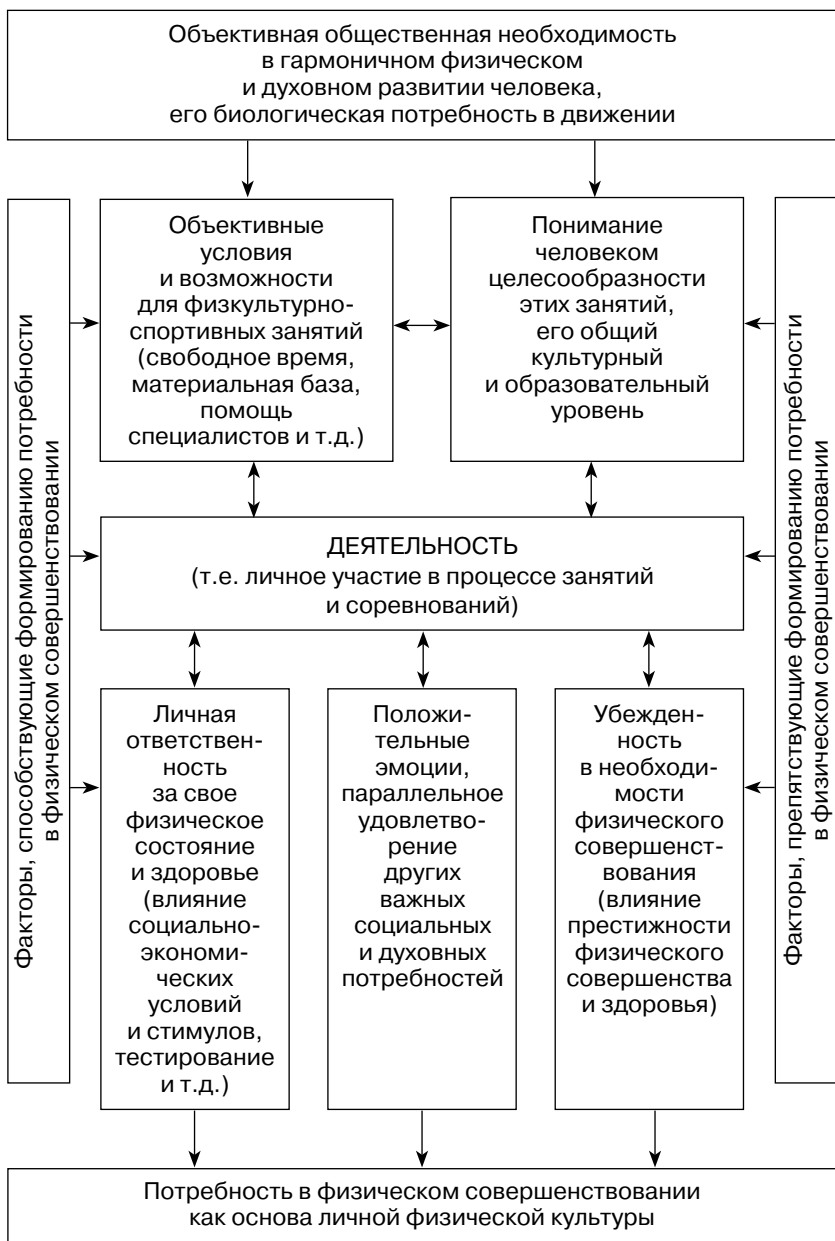 Объективная общественная необходимость
в гармоничном физическом
и духовном развитии человека,
его биологическая потребность в движении
Факторы, способствующие формированию потребности
в физическом совершенствовании
Объективные
условия
и возможности
для физкультурно-
спортивных занятий
(свободное время,
материальная база,
помощь
специалистов и т.д.)
Понимание
человеком
целесообразности
этих занятий,
его общий
культурный
и образовательный
уровень
Факторы, препятствующие формированию потребности
в физическом совершенствовании
ДЕЯТЕЛЬНОСТЬ
(т.е. личное участие в процессе занятий
и соревнований)
Личная
ответствен-
ность
за свое
физическое
состояние
и здоровье
(влияние
социально-
экономи-
ческих
условий
и стимулов,
тестирование
и т.д.)
Положи-
тельные
эмоции,
параллельное
удовлетво-
рение
других
важных
социальных
и духовных
потребностей
Убежден-
ность
в необходи-
мости
физического
совершенст-
вования
(влияние
престижности
физического
совершенства
и здоровья)
Потребность в физическом совершенствовании
как основа личной физической культуры